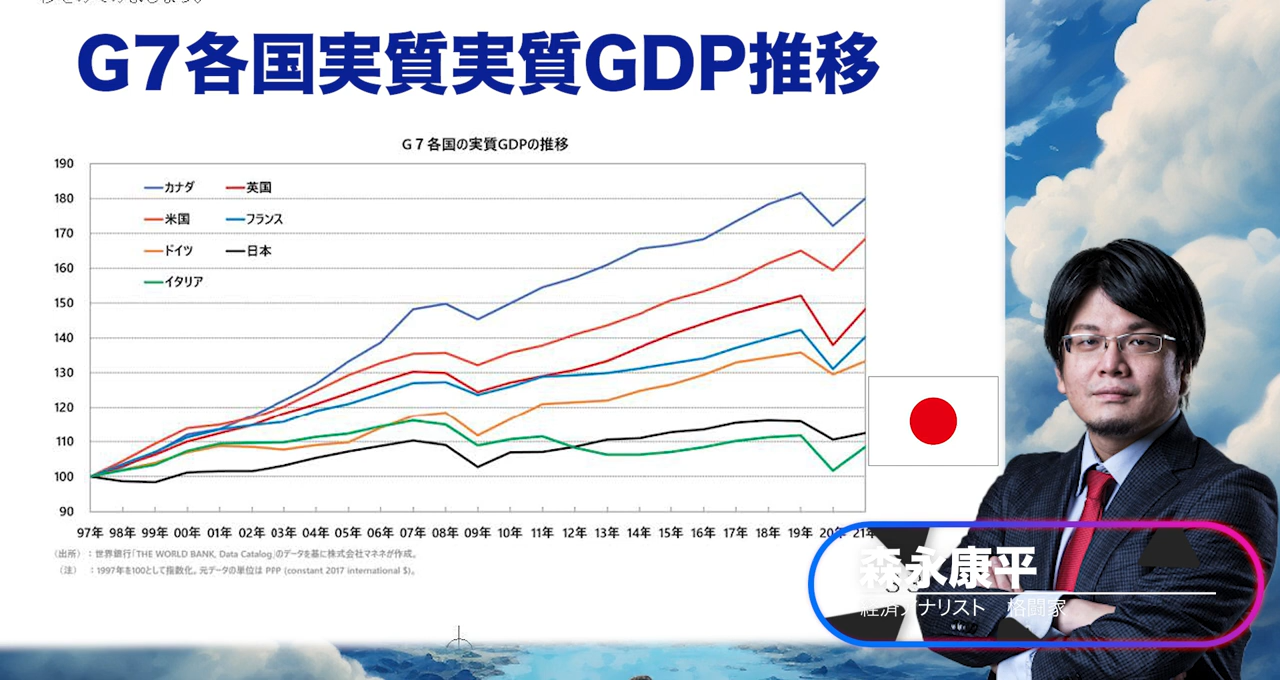 G7各国実質実質GDP推移
G７各国の実質GDPの推移
190
180
170
160
150
140
130
120
110
100
90
カナダ 英国
米国 フランス
ドイツ 日本
イタリア
97年 98年 99年 00年 01年 02年 03年 04年 05年 06年 07年 08年 09年 10年 11年 12年 13年 14年 15年 16年 17年 18年 19年 20年 21年
（出所）：世界銀行「THE WORLD BANK, Data Catalog」のデータを基に株式会社マネネが作成。
（注）：1997年を100として指数化。元データの単位は PPP (constant 2017 international $)。
森永康平
経済アナリスト 格闘家